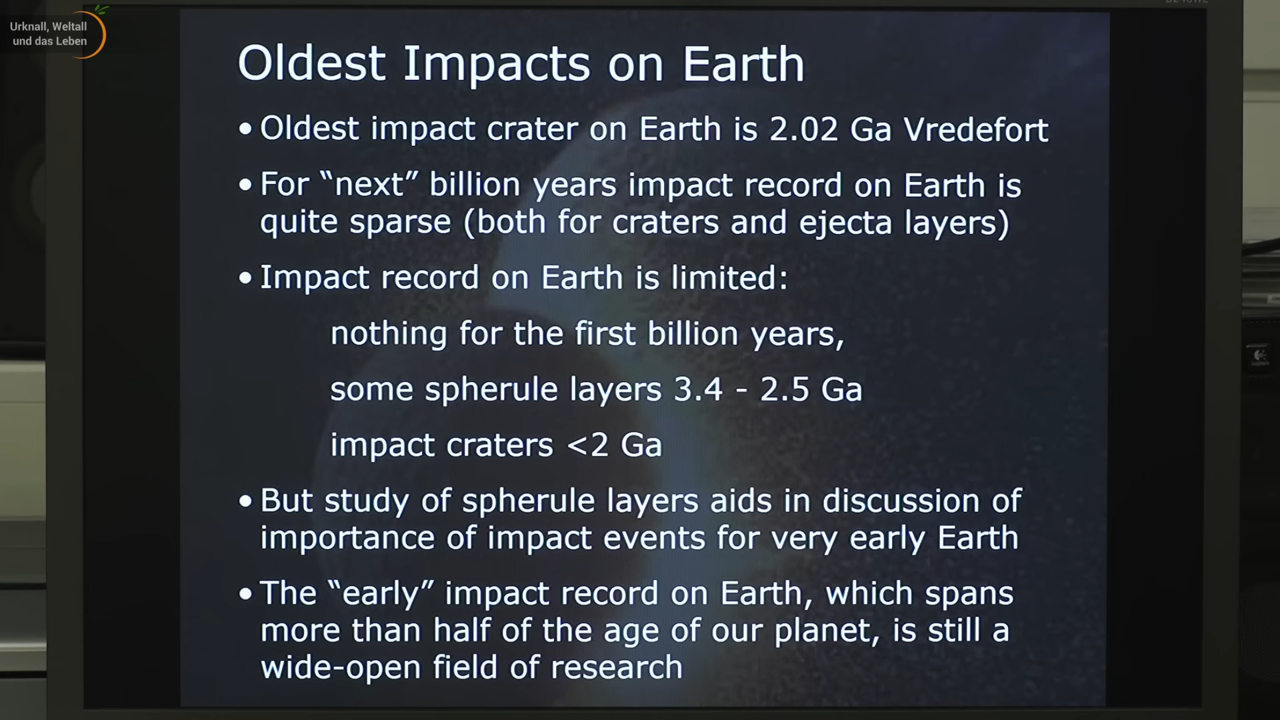 Urknall, Weltall
und das Leben
Oldest Impacts on Earth
• Oldest impact crater on Earth is 2.02 Ga Vredefort
• For “next” billion years impact record on Earth is
quite sparse (both for craters and ejecta layers)
• Impact record on Earth is limited:
nothing for the first billion years,
some spherule layers 3.4 - 2.5 Ga
impact craters <2 Ga
• But study of spherule layers aids in discussion of
importance of impact events for very early Earth
• The “early” impact record on Earth, which spans
more than half of the age of our planet, is still a
wide-open field of research